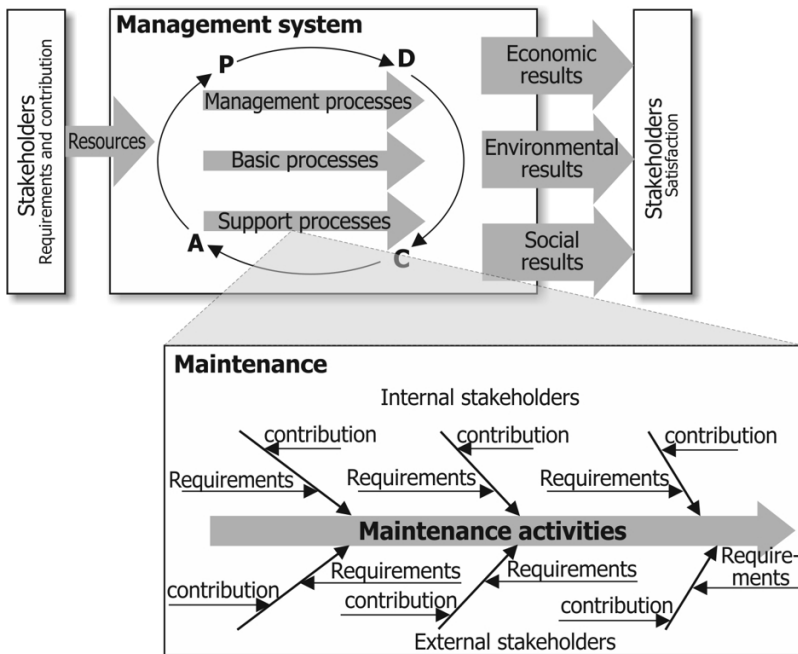 Management system
Stakeholders
Requirements and contribution
Resources
P
D
Management processes
Basic processes
Support processes
A
C
Economic
results
Environmental
results
Social
results
Stakeholders
Satisfaction
Maintenance
Internal stakeholders
contribution
contribution
contribution
Requirements
Requirements
Requirements
Maintenance activities
Requirements
Requirements
Require-
ments
contribution
contribution
contribution
External stakeholders